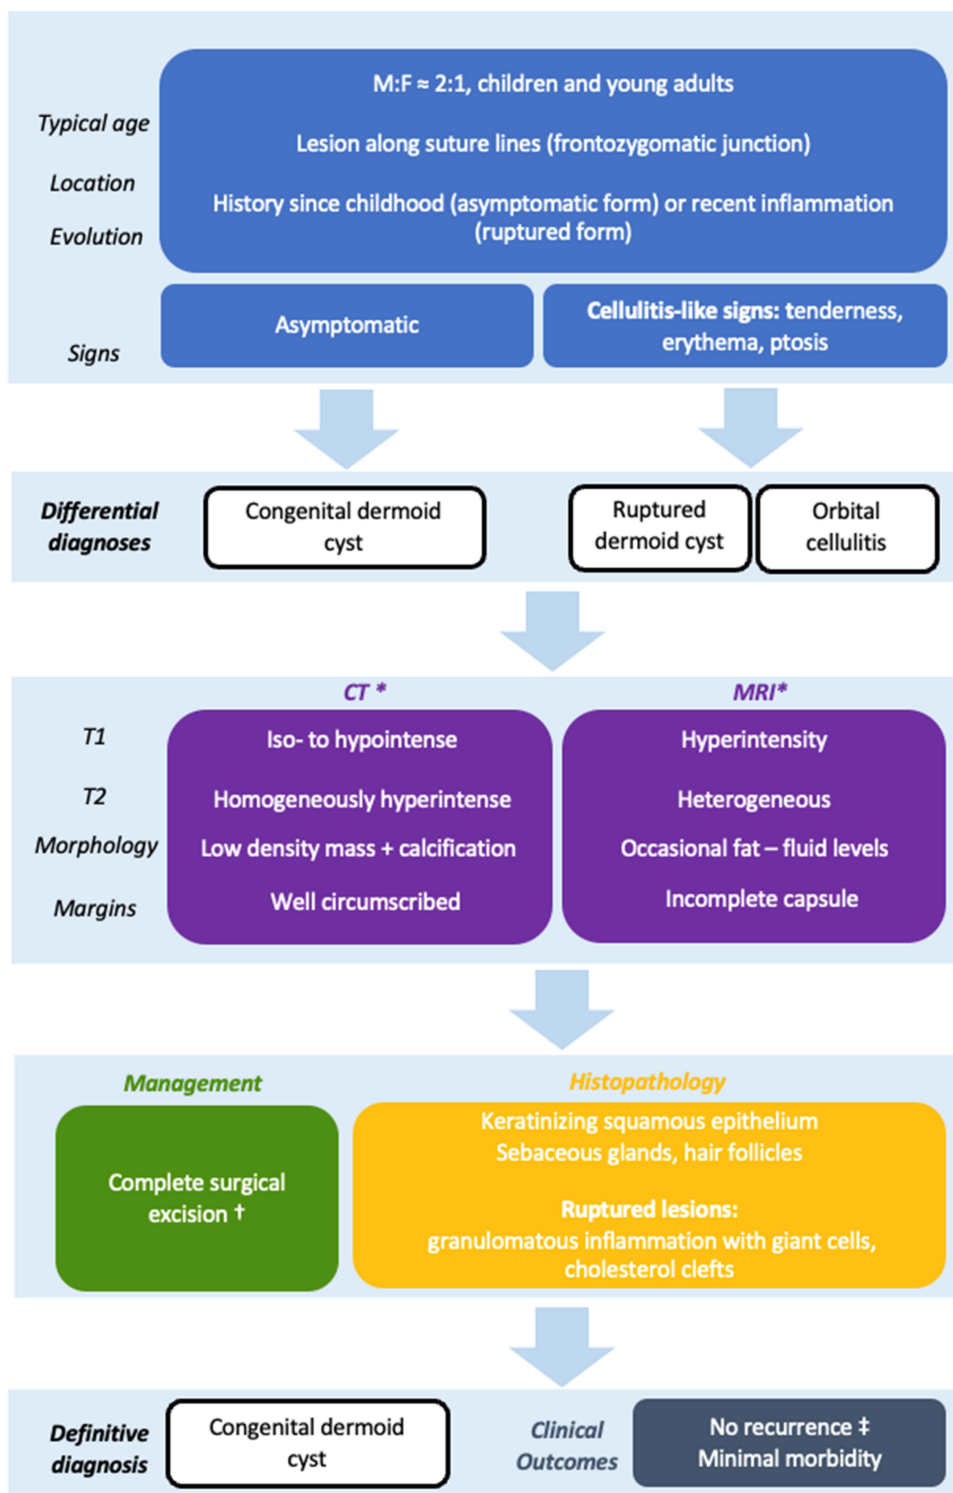 M:F ≈ 2:1, children and young adults
Typical age
Lesion along suture lines (frontozygomatic junction)
Location
History since childhood (asymptomatic form) or recent inflammation
(ruptured form)
Evolution
Asymptomatic
Cellulitis-like signs: tenderness,
erythema, ptosis
Signs
Differential
diagnoses
Congenital dermoid
cyst
Ruptured
dermoid cyst
Orbital
cellulitis
CT *
MRI*
T1
Iso- to hypointense
Hyperintensity
T2
Homogeneously hyperintense
Heterogeneous
Morphology
Low density mass + calcification
Occasional fat – fluid levels
Margins
Well circumscribed
Incomplete capsule
Management
Histopathology
Complete surgical
excision †
Keratinizing squamous epithelium
Sebaceous glands, hair follicles
Ruptured lesions:
granulomatous inflammation with giant cells,
cholesterol clefts
Definitive
diagnosis
Congenital dermoid
cyst
Clinical
Outcomes
No recurrence ‡
Minimal morbidity